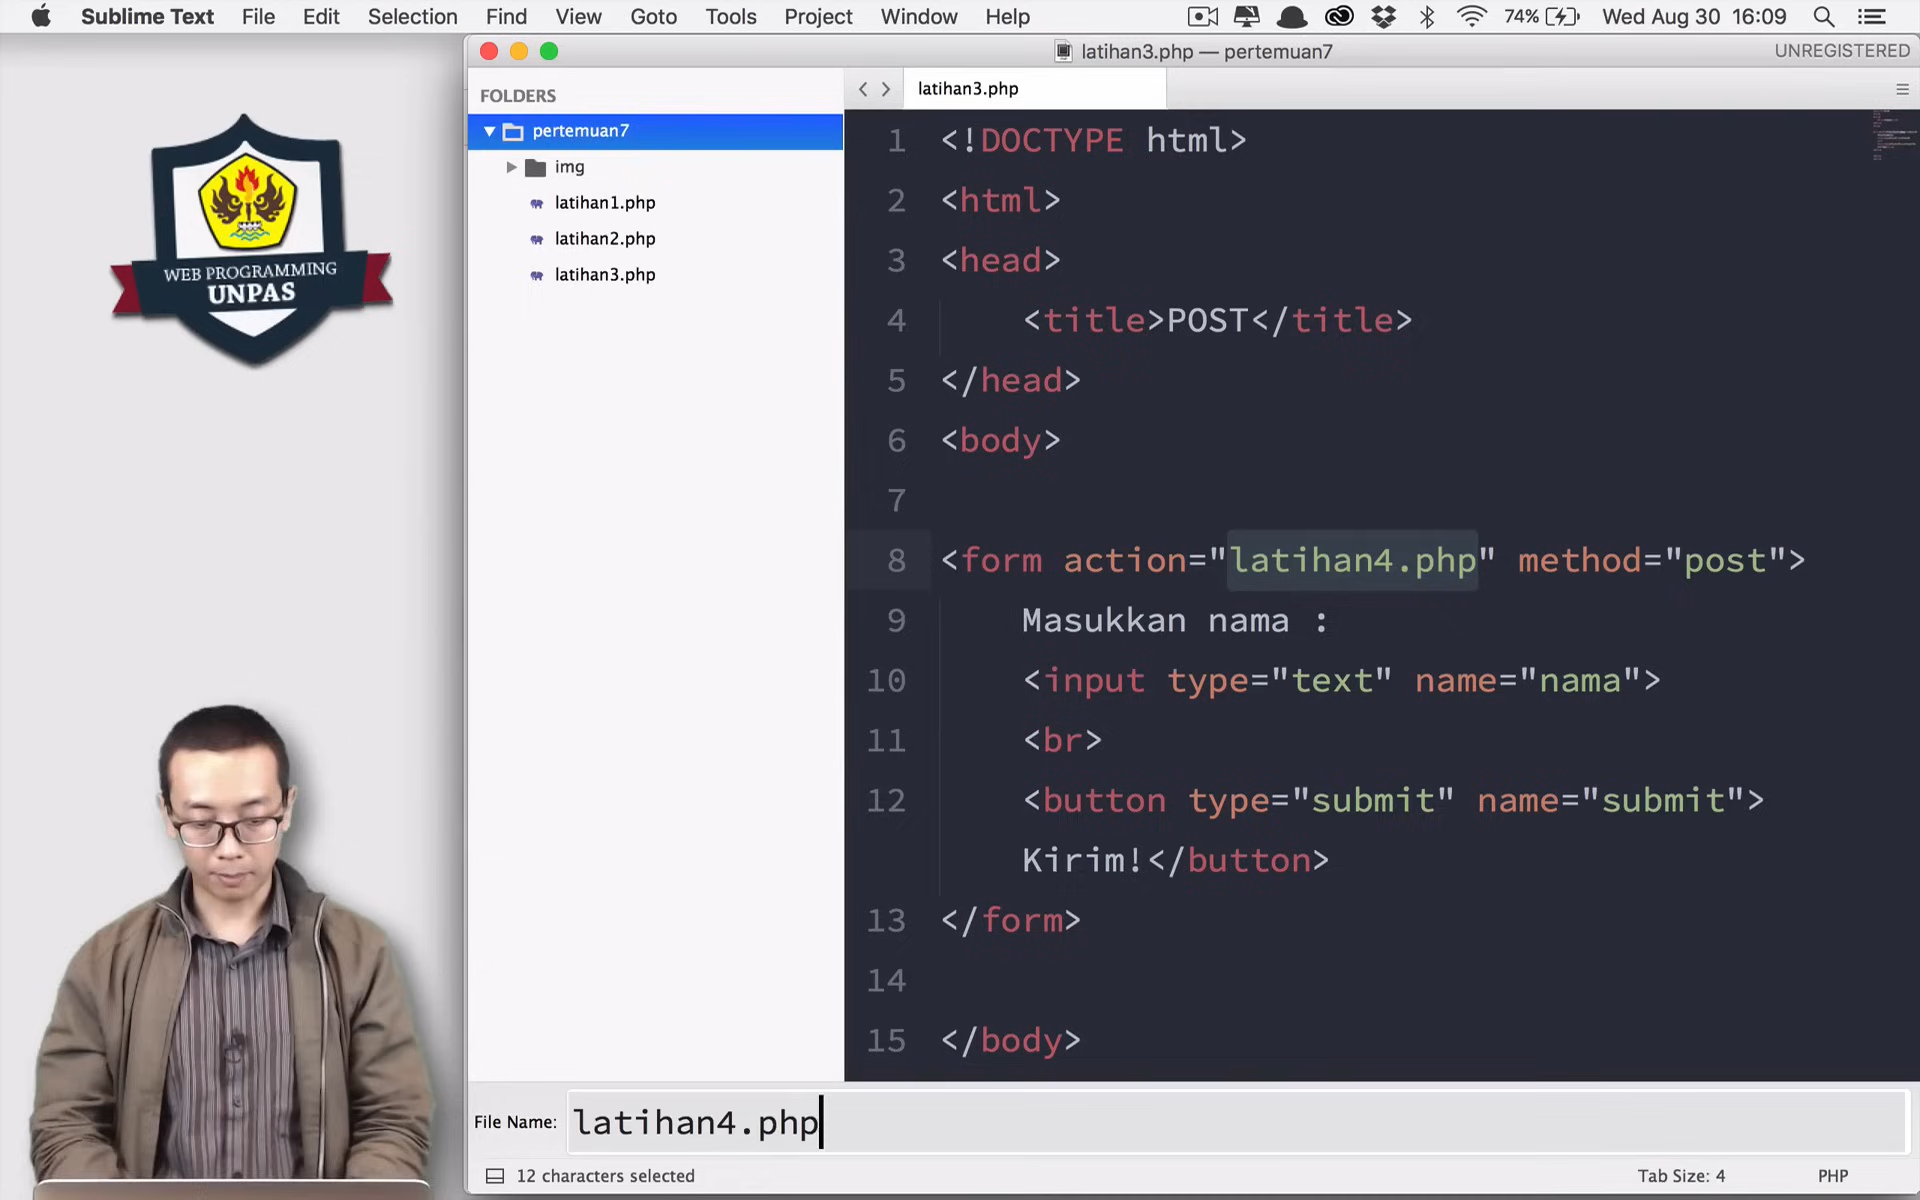 Sublime Text File Edit Selection Find View Goto Tools Project Window Help 74% Wed Aug 30 16:09
latihan3.php — pertemuan7 UNREGISTERED
WEB PROGRAMMING
UNPAS
FOLDERS
pertemuan7
img
latihan1.php
latihan2.php
latihan3.php
latihan3.php
1 <!DOCTYPE html>
2 <html>
3 <head>
4 <title>POST</title>
5 </head>
6 <body>
7
8 <form action="latihan4.php" method="post">
9 Masukkan nama :
10 <input type="text" name="nama">
11 <br>
12 <button type="submit" name="submit">
Kirim!</button>
13 </form>
14
15 </body>
File Name: latihan4.php
12 characters selected Tab Size: 4 PHP